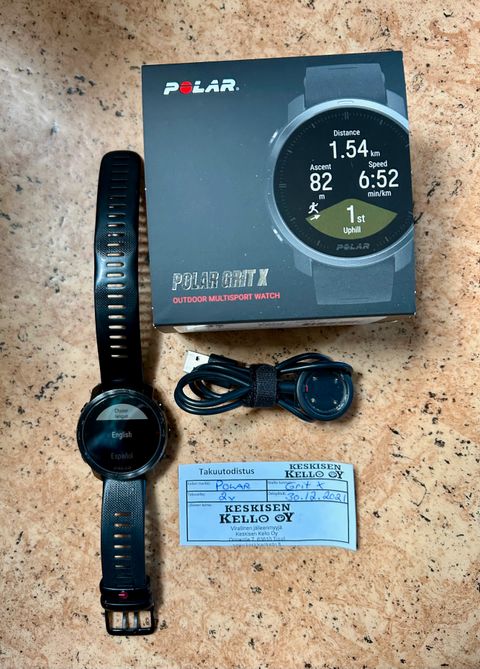 POLAR®
Distance
1.54 km
Ascent
82
m
Speed
6:52
min/km
1st
Uphill
POLAR
POLAR GRIT X
OUTDOOR MULTISPORT WATCH
English
Español
Takuutodistus
KESKISEN
KELLO OY
POLAR
Grit X
2v
30.12.2021
KESKISEN
KELLO OY
Virallinen jälleenmyyjä
Keskisen Kello Oy